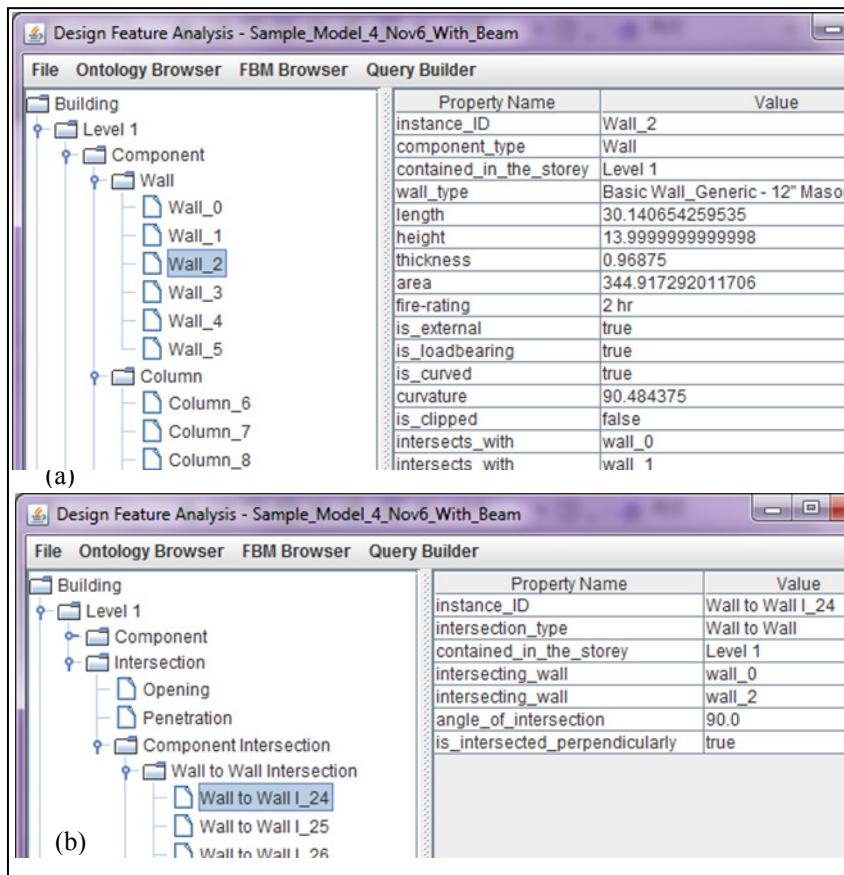 Design Feature Analysis - Sample_Model_4_Nov6_With_Beam
File Ontology Browser FBM Browser Query Builder
Building
Level 1
Component
Wall
Wall_0
Wall_1
Wall_2
Wall_3
Wall_4
Wall_5
Column
Column_6
Column_7
Column_8
Property Name Value
instance_ID Wall_2
component_type Wall
contained_in_the_storey Level 1
wall_type Basic Wall_Generic - 12" Maso
length 30.140654259535
height 13.9999999999998
thickness 0.96875
area 344.917292011706
fire-rating 2 hr
is_external true
is_loadbearing true
is_curved true
curvature 90.484375
is_clipped false
intersects_with wall_0
intersects_with wall_1
(a)
Design Feature Analysis - Sample_Model_4_Nov6_With_Beam
File Ontology Browser FBM Browser Query Builder
Building
Level 1
Component
Intersection
Opening
Penetration
Component Intersection
Wall to Wall Intersection
Wall to Wall I_24
Wall to Wall I_25
Wall to Wall I_26
Property Name Value
instance_ID Wall to Wall I_24
intersection_type Wall to Wall
contained_in_the_storey Level 1
intersecting_wall wall_0
intersecting_wall wall_2
angle_of_intersection 90.0
is_intersected_perpendicularly true
(b)